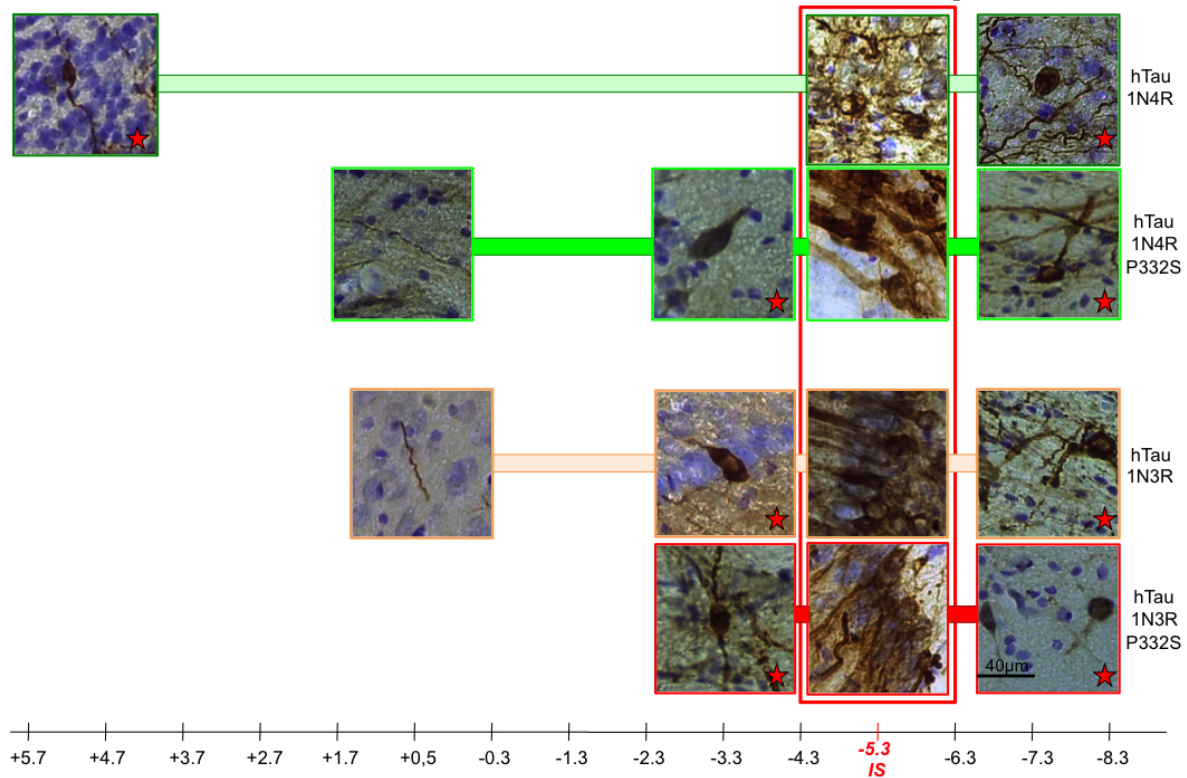 hTau
1N4R
hTau
1N4R
P332S
hTau
1N3R
hTau
1N3R
P332S
40µm
+5.7 +4.7 +3.7 +2.7 +1.7 +0,5 -0.3 -1.3 -2.3 -3.3 -4.3 -5.3 -6.3 -7.3 -8.3
IS